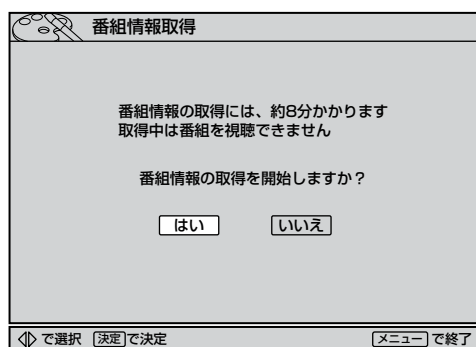 番組情報取得
番組情報の取得には、約8分かかります
取得中は番組を視聴できません
番組情報の取得を開始しますか？
はい いいえ
で選択 決定で決定 メニューで終了